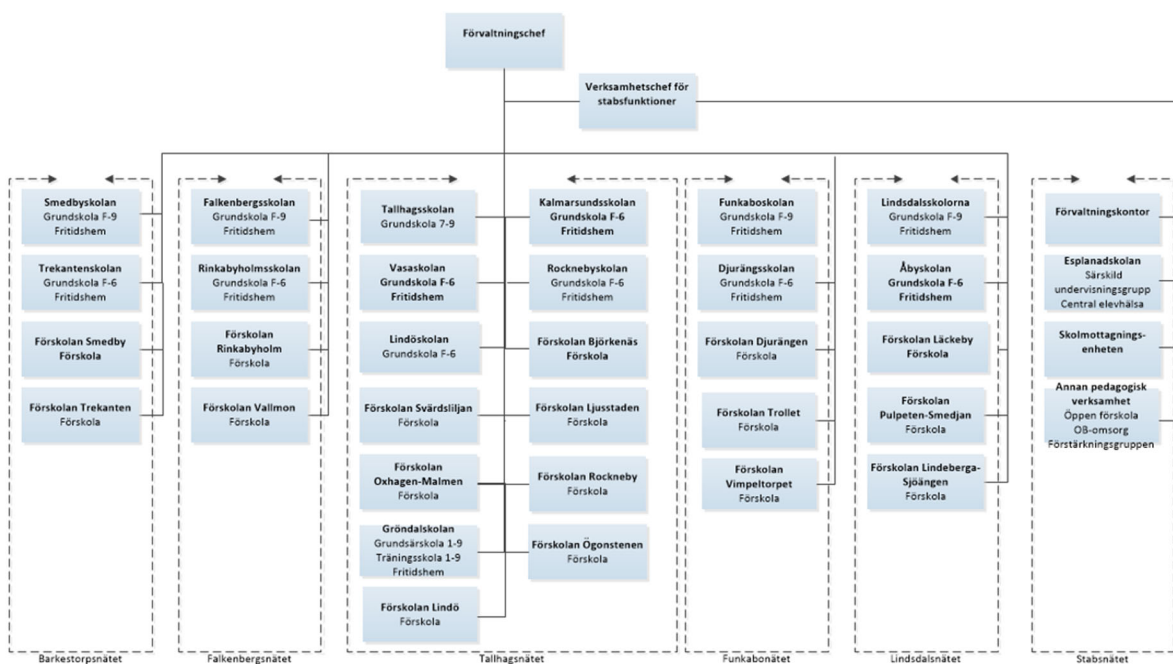 Förvaltningschef
Verksamhetschef för
stabsfunktioner
Smedbyskolan
Grundskola F-9
Fritidshem
Trekantenskolan
Grundskola F-6
Fritidshem
Förskolan Smedby
Förskola
Förskolan Trekanten
Förskola
Barkestorpsnätet
Falkenbergsskolan
Grundskola F-9
Fritidshem
Rinkabyholmsskolan
Grundskola F-6
Fritidshem
Förskolan
Rinkabyholm
Förskola
Förskolan Vallmon
Förskola
Falkenbergsnätet
Tallhagsskolan
Grundskola 7-9
Vasaskolan
Grundskola F-6
Fritidshem
Lindöskolan
Grundskola F-6
Förskolan Svärdsliljan
Förskola
Förskolan
Oxhagen-Malmen
Förskola
Gröndalskolan
Grundsärskola 1-9
Träningsskola 1-9
Fritidshem
Förskolan Lindö
Förskola
Kalmarsundsskolan
Grundskola F-6
Fritidshem
Rocknebyskolan
Grundskola F-6
Fritidshem
Förskolan Björkenäs
Förskola
Förskolan Ljusstaden
Förskola
Förskolan Rockneby
Förskola
Förskolan Ögonstenen
Förskola
Tallhagsnätet
Funkaboskolan
Grundskola F-9
Fritidshem
Djurängsskolan
Grundskola F-6
Fritidshem
Förskolan Djurängen
Förskola
Förskolan Trollet
Förskola
Förskolan
Vimpeltorpet
Förskola
Funkabonätet
Lindsdalsskolorna
Grundskola F-9
Fritidshem
Åbyskolan
Grundskola F-6
Fritidshem
Förskolan Läckeby
Förskola
Förskolan
Pulpeten-Smedjan
Förskola
Förskolan Lindeberga-
Sjöängen
Förskola
Lindsdalsnätet
Förvaltningskontor
Esplanadskolan
Särskild
undervisningsgrupp
Central elevhälsa
Skolmottagnings-
enheten
Annan pedagogisk
verksamhet
Öppen förskola
OB-omsorg
Förstärkningsgruppen
Stabsnätet